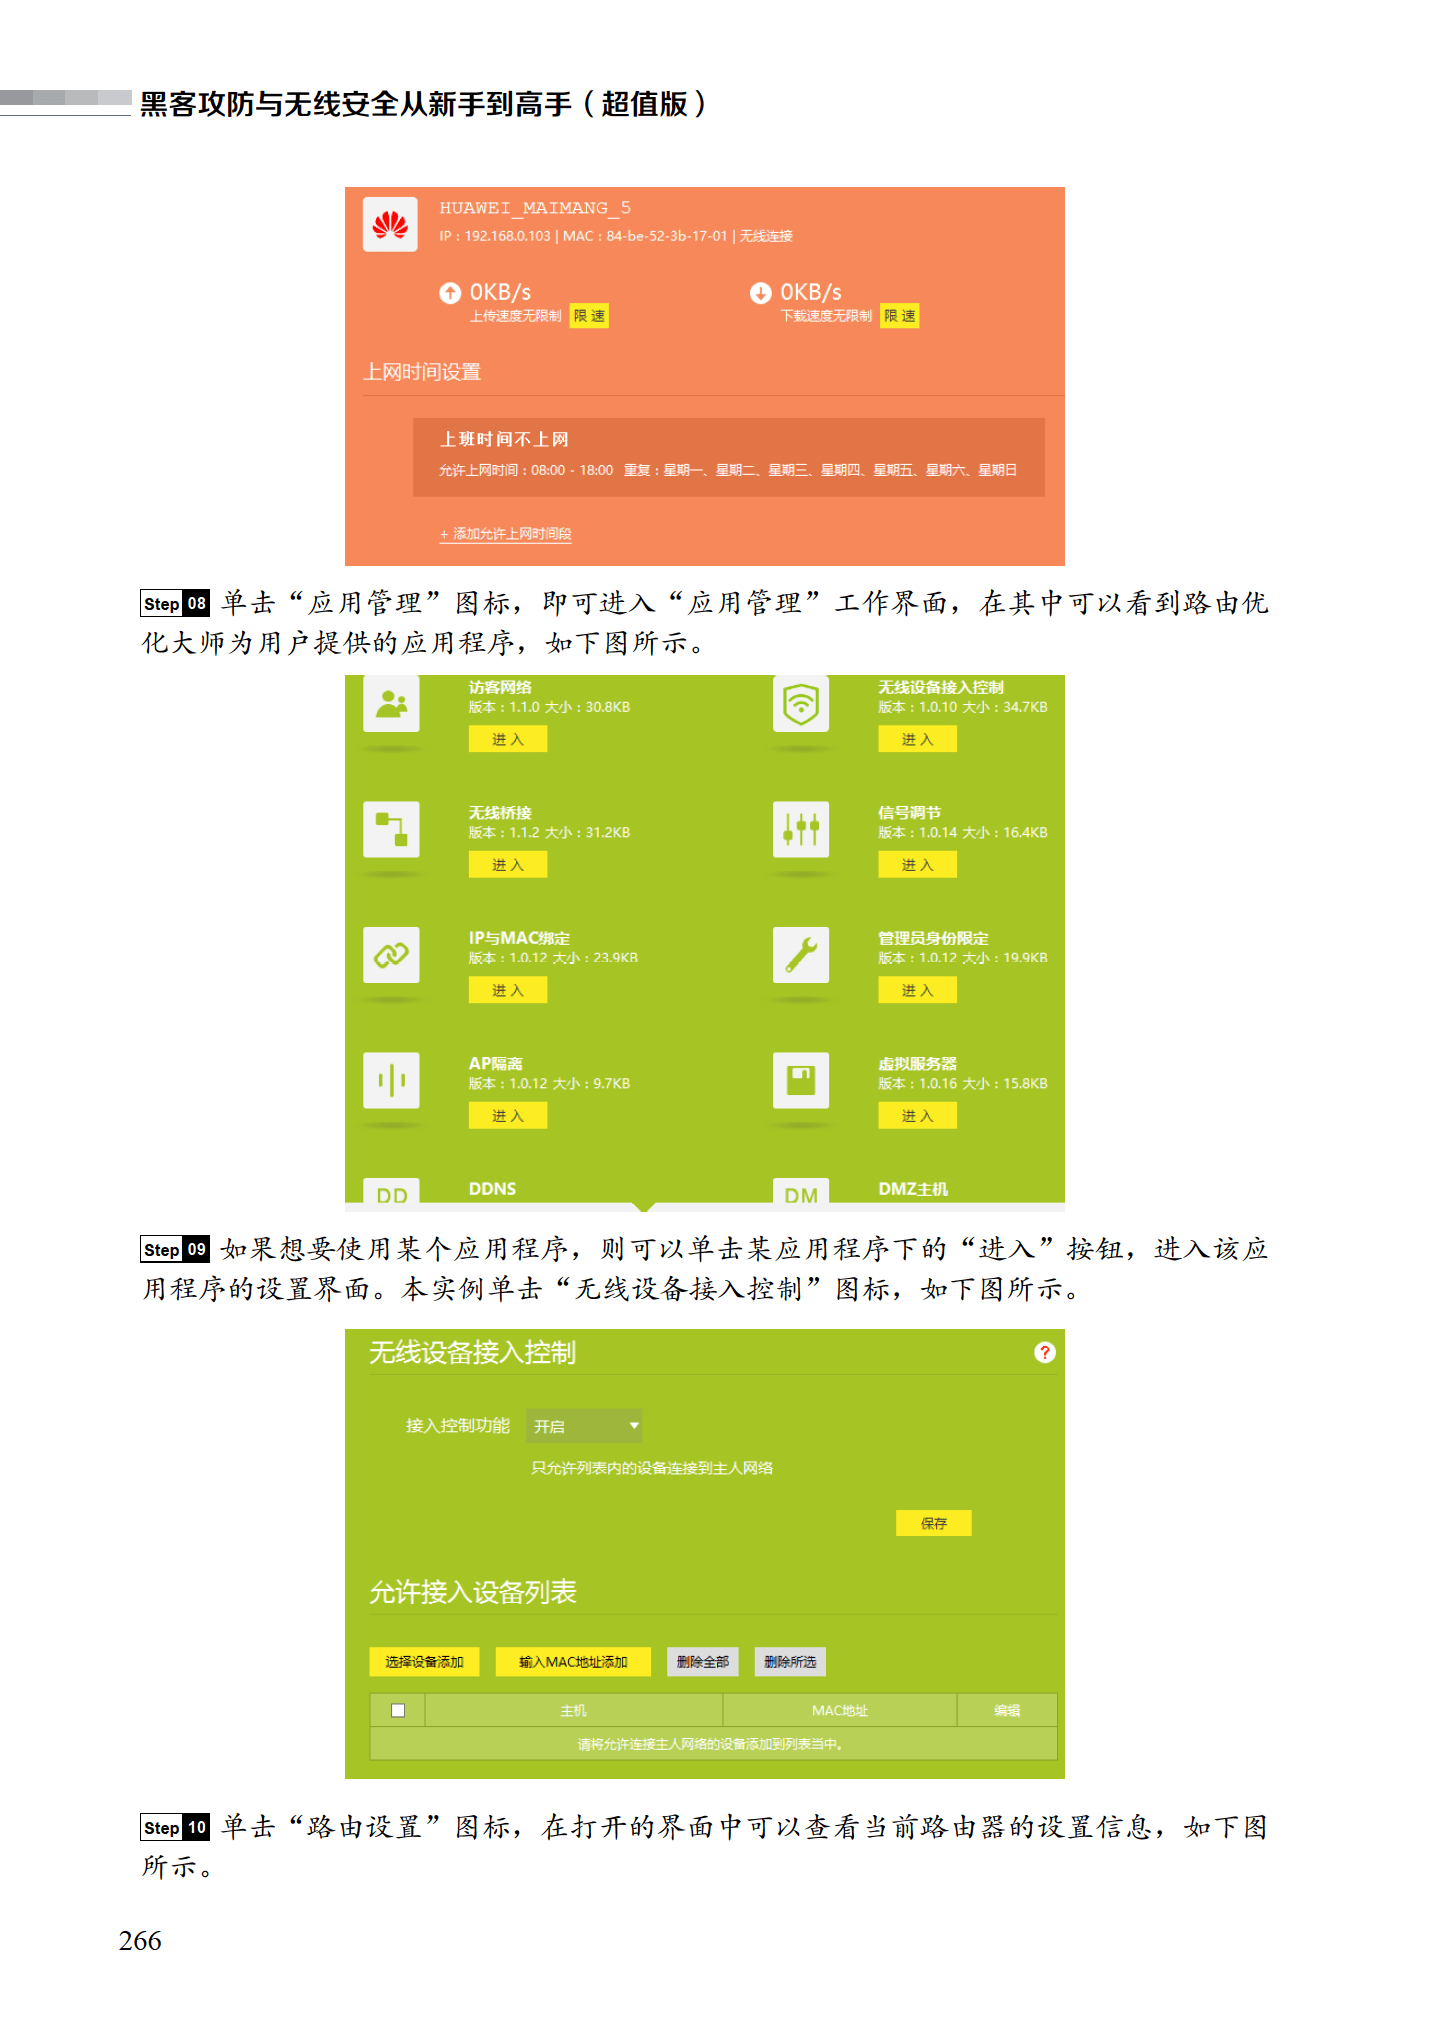 黑客攻防与无线安全从新手到高手（超值版）
HUAWEI_MAIMANG_5
IP：192.168.0.103 | MAC：84-be-52-3b-17-01 | 无线连接
0KB/s 0KB/s
上传速度无限制 限 速 下载速度无限制 限 速
上网时间设置
上班时间不上网
允许上网时间：08:00 - 18:00 重复：星期一、星期二、星期三、星期四、星期五、星期六、星期日
+ 添加允许上网时间段
Step 08 单击“应用管理”图标，即可进入“应用管理”工作界面，在其中可以看到路由优
化大师为用户提供的应用程序，如下图所示。
访客网络 无线设备接入控制
版本：1.1.0 大小：30.8KB 版本：1.0.10 大小：34.7KB
进 入 进 入
无线桥接 信号调节
版本：1.1.2 大小：31.2KB 版本：1.0.14 大小：16.4KB
进 入 进 入
IP与MAC绑定 管理员身份限定
版本：1.0.12 大小：23.9KB 版本：1.0.12 大小：19.9KB
进 入 进 入
AP隔离 虚拟服务器
版本：1.0.12 大小：9.7KB 版本：1.0.16 大小：15.8KB
进 入 进 入
DD DDNS DM DMZ主机
Step 09 如果想要使用某个应用程序，则可以单击某应用程序下的“进入”按钮，进入该应
用程序的设置界面。本实例单击“无线设备接入控制”图标，如下图所示。
无线设备接入控制 ?
接入控制功能 开启
只允许列表内的设备连接到主人网络
保存
允许接入设备列表
选择设备添加 输入MAC地址添加 删除全部 删除所选
主机 MAC地址 编辑
请将允许连接主人网络的设备添加到列表当中。
Step 10 单击“路由设置”图标，在打开的界面中可以查看当前路由器的设置信息，如下图
所示。
266